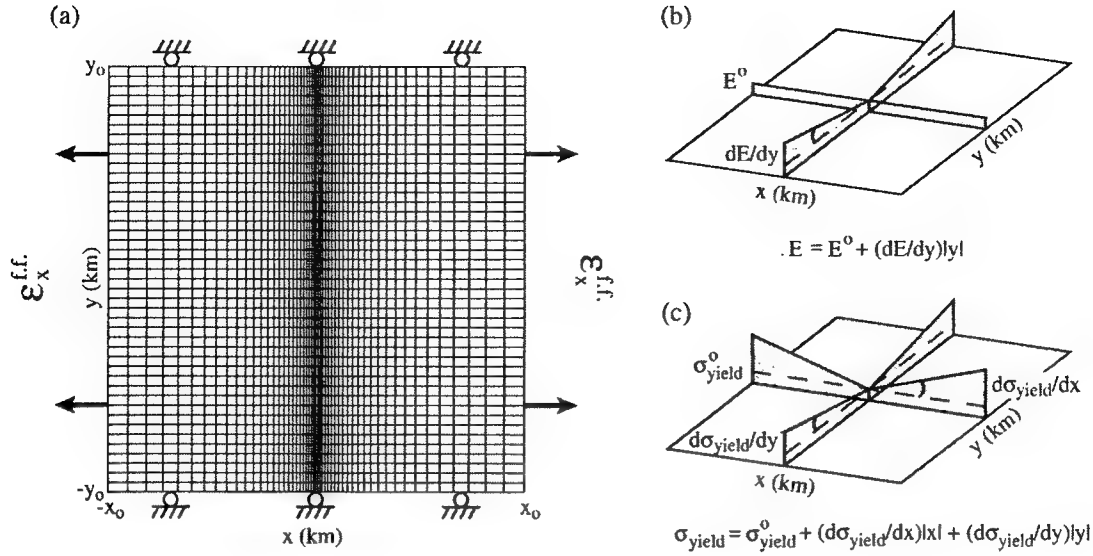 (a)
y₀
ε_x^f.f.
y (km)
ε_x^f.f.
-y₀
-x₀
x₀
x (km)
(b)
E°
dE/dy
x (km)
y (km)
. E = E° + (dE/dy)|y|
(c)
σ°yield
dσyield/dx
dσyield/dy
x (km)
y (km)
σyield = σ°yield + (dσyield/dx)|x| + (dσyield/dy)|y|